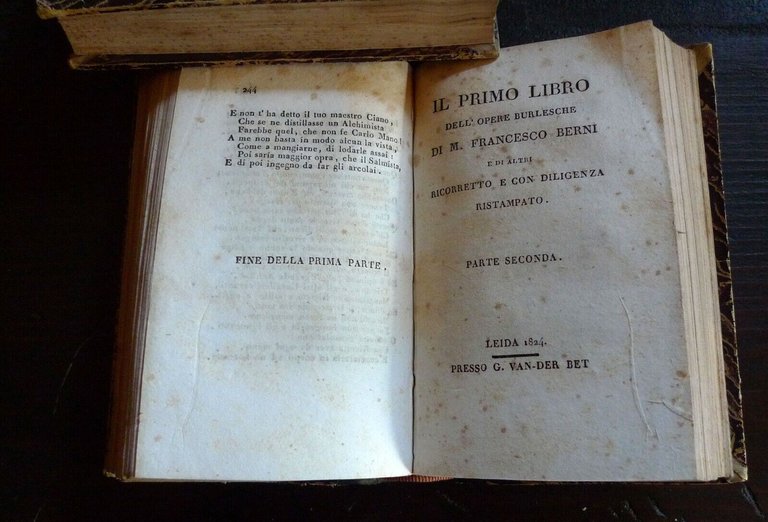 244
E non t'ha detto il tuo maestro Ciano,
Che se ne distillasse un Alchimista
Farebbe quel, che non fe Carlo Mano!
A me non basta in modo alcun la vista,
Come a mangiarne, di lodarle assai:
Poi saria maggior opra, che il Salmista,
E di poi ingegno da far gli arcolai.
FINE DELLA PRIMA PARTE.
IL PRIMO LIBRO
DELL' OPERE BURLESCHE
DI M. FRANCESCO BERNI
E DI ALTRI
RICORRETTO E CON DILIGENZA
RISTAMPATO.
PARTE SECONDA.
LEIDA 1824.
PRESSO G. VAN-DER BET